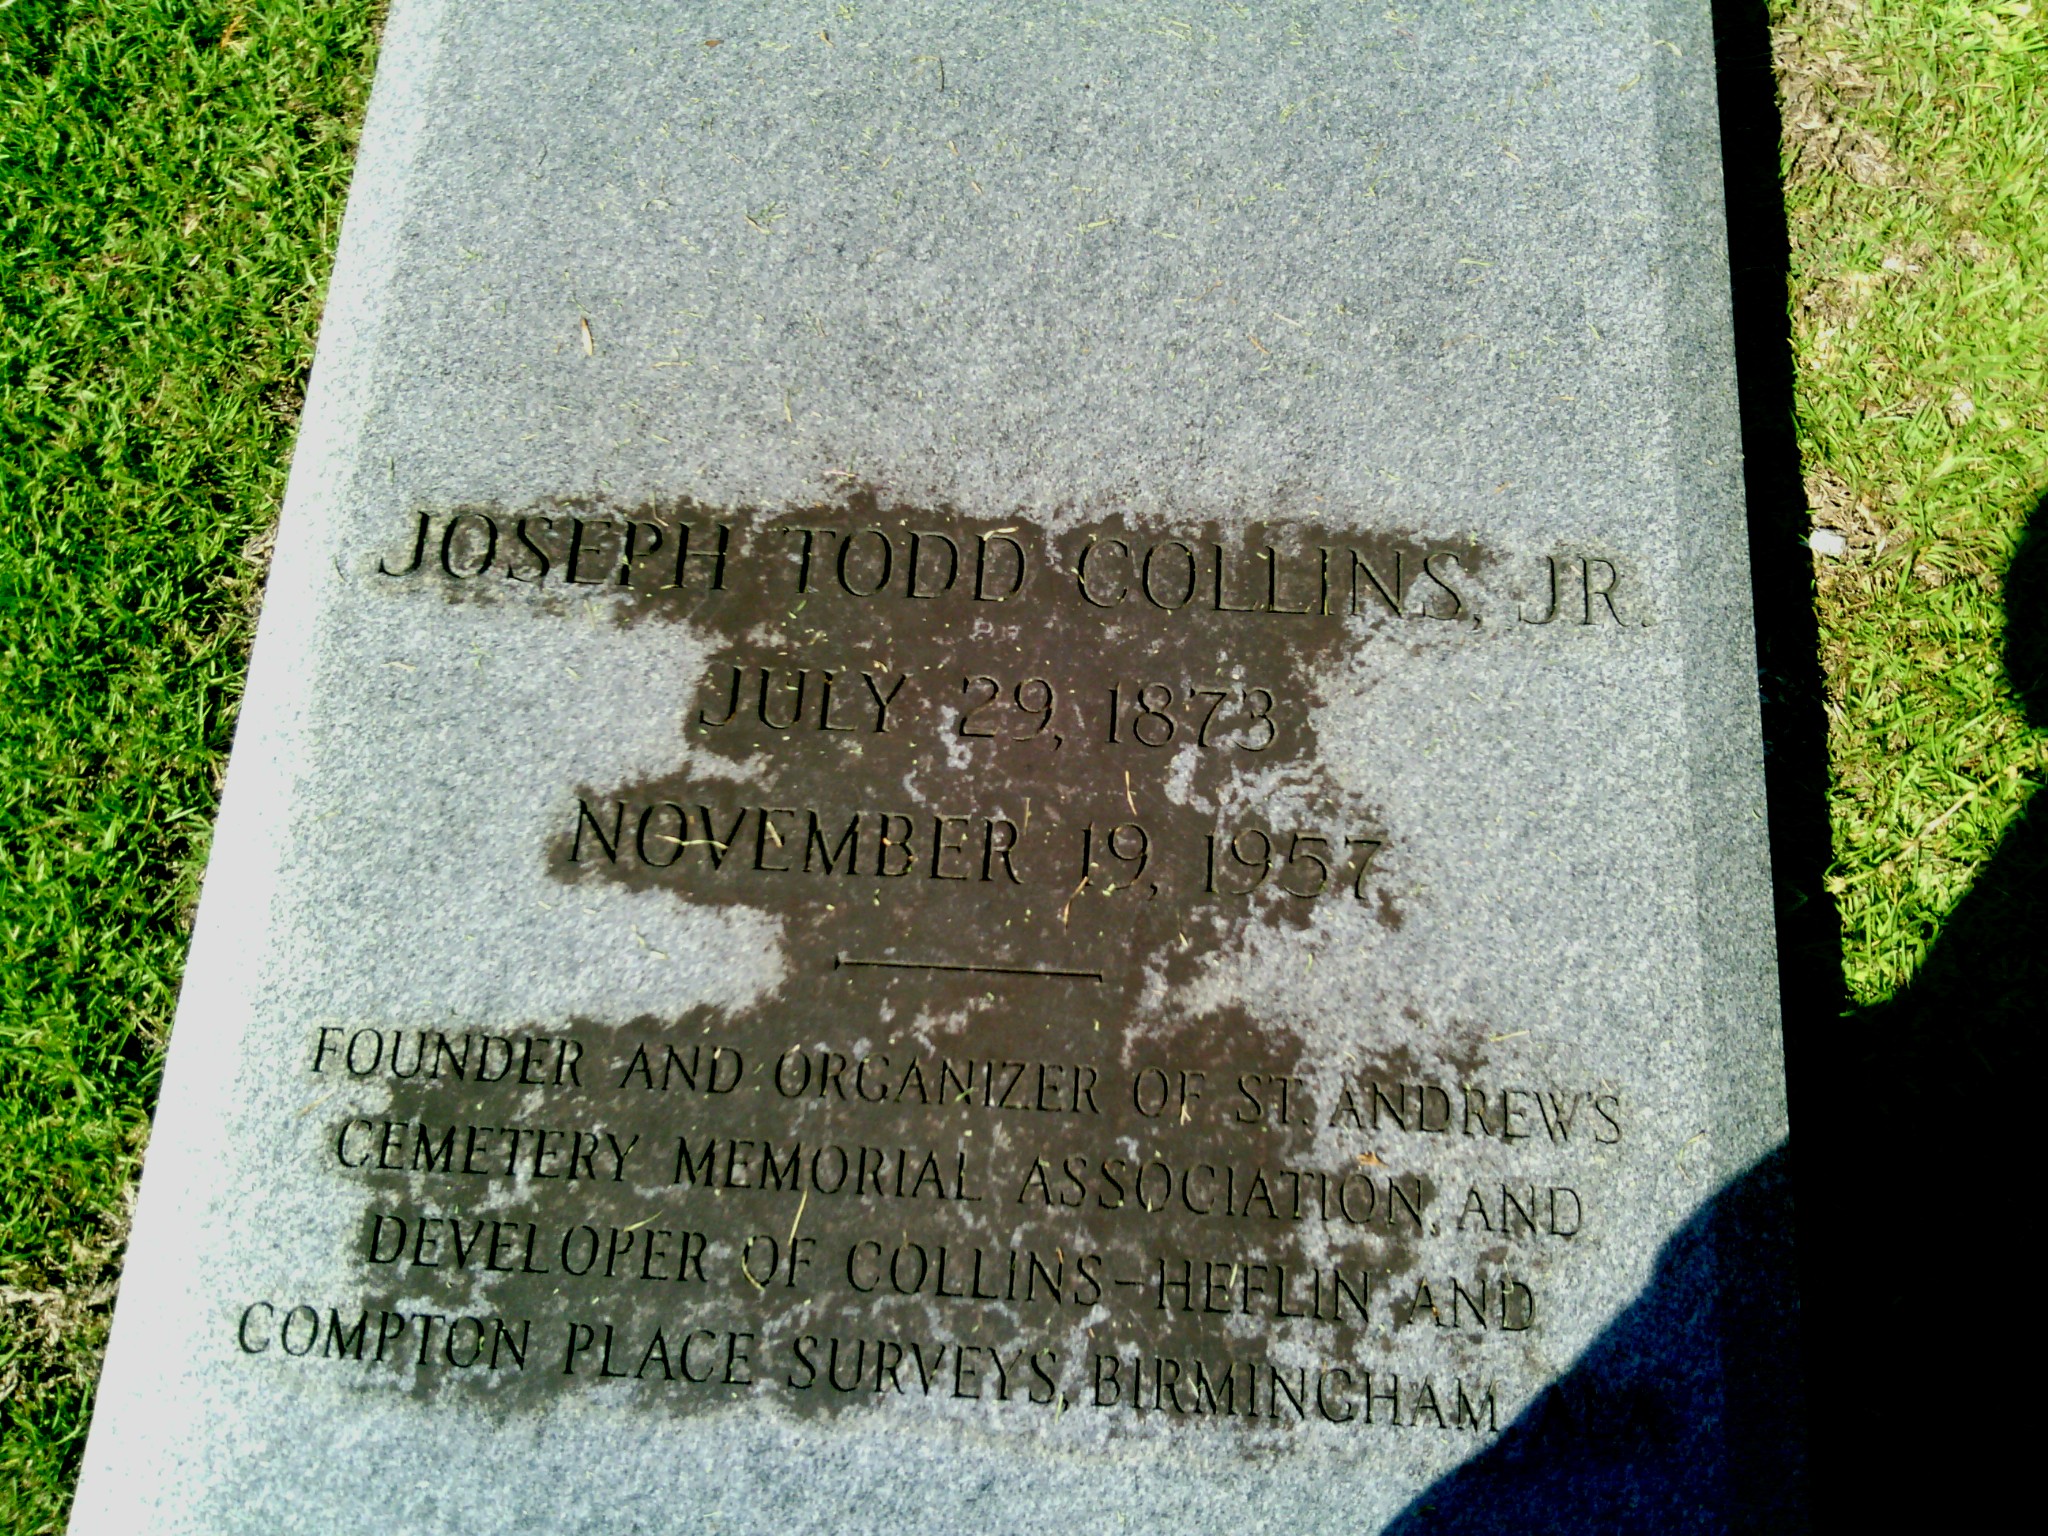 JOSEPH TODD COLLINS, JR.
JULY 29, 1873
NOVEMBER 19, 1957
FOUNDER AND ORGANIZER OF ST. ANDREW'S
CEMETERY MEMORIAL ASSOCIATION, AND
DEVELOPER OF COLLINS-HEFLIN AND
COMPTON PLACE SURVEYS, BIRMINGHAM